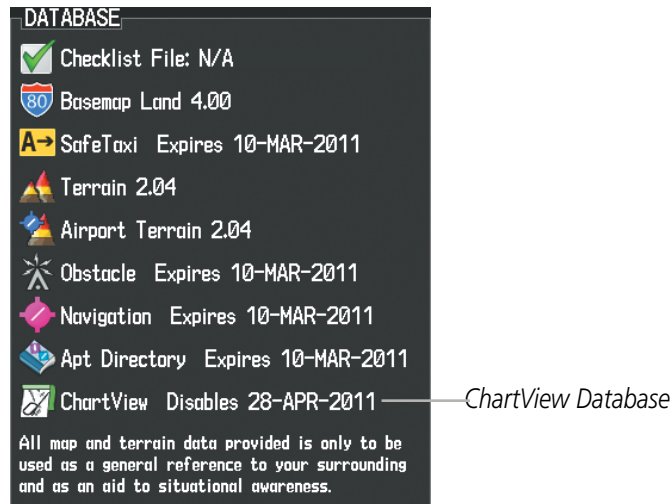 DATABASE
Checklist File: N/A
80 Basemap Land 4.00
A→ SafeTaxi Expires 10-MAR-2011
Terrain 2.04
Airport Terrain 2.04
Obstacle Expires 10-MAR-2011
Navigation Expires 10-MAR-2011
Apt Directory Expires 10-MAR-2011
ChartView Disables 28-APR-2011
ChartView Database
All map and terrain data provided is only to be
used as a general reference to your surrounding
and as an aid to situational awareness.